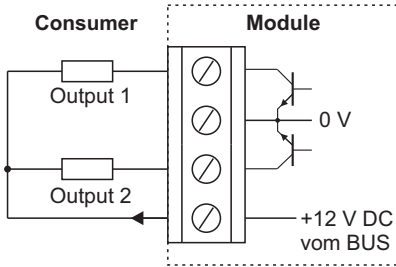 Consumer
Module
Output 1
0 V
Output 2
+12 V DC
vom BUS